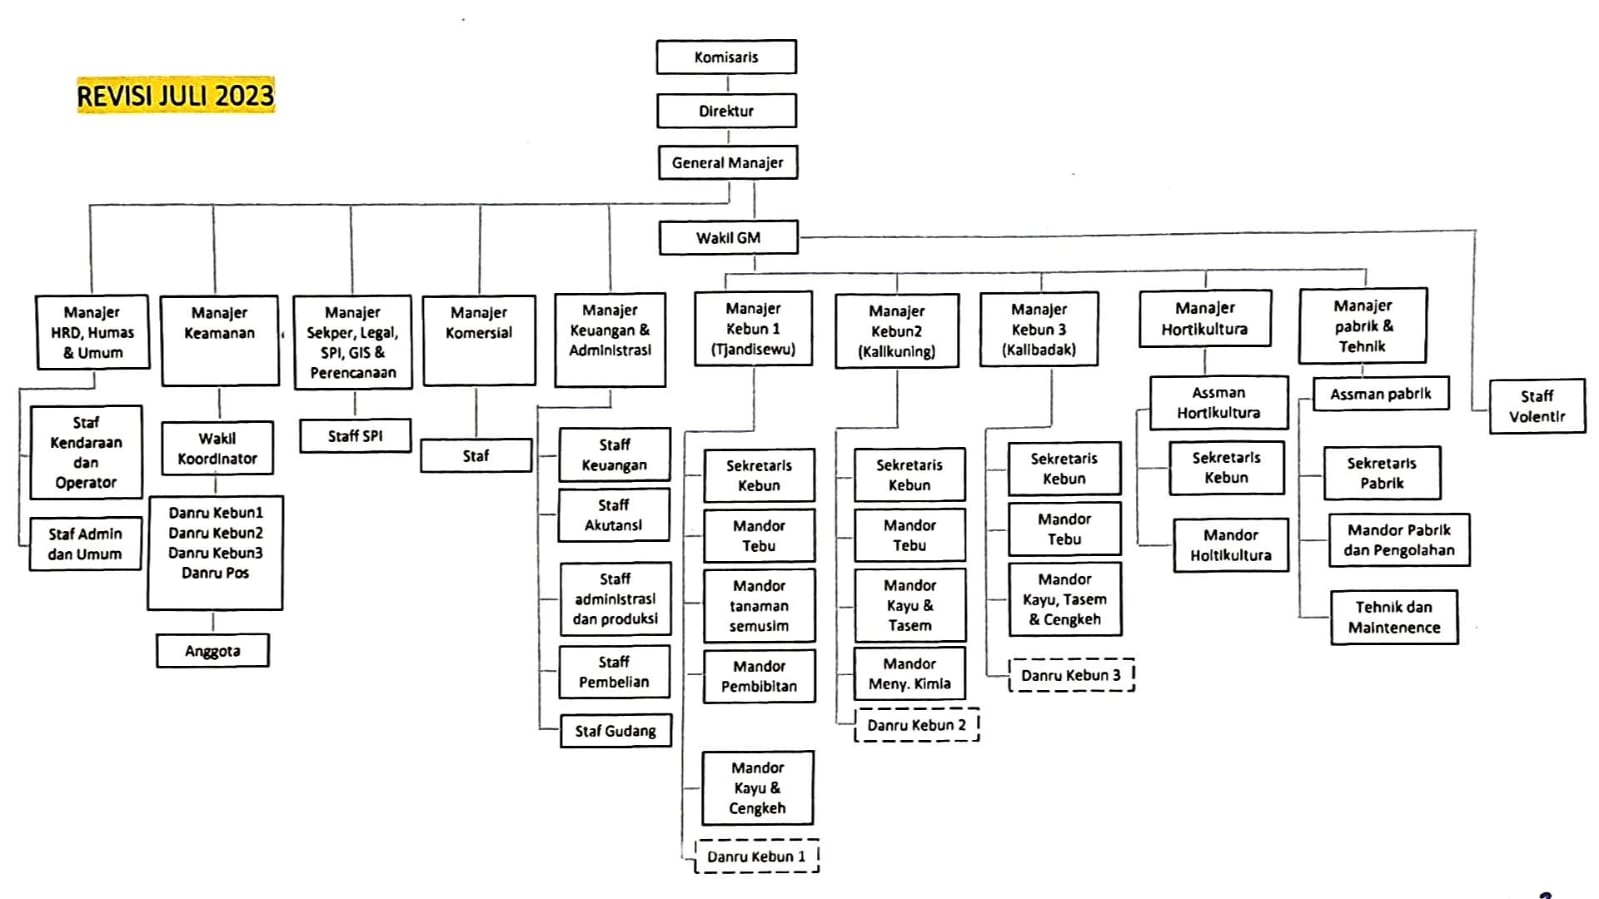 REVISI JULI 2023
Komisaris
Direktur
General Manajer
Wakil GM
Manajer
HRD, Humas
& Umum
Manajer
Keamanan
Manajer
Sekper, Legal,
SPI, GIS &
Perencanaan
Manajer
Komersial
Manajer
Keuangan &
Administrasi
Manajer
Kebun 1
(Tjandisewu)
Manajer
Kebun2
(Kalikuning)
Manajer
Kebun 3
(Kalibadak)
Manajer
Hortikultura
Manajer
pabrik &
Tehnik
Staf
Kendaraan
dan
Operator
Staf Admin
dan Umum
Wakil
Koordinator
Danru Kebun1
Danru Kebun2
Danru Kebun3
Danru Pos
Anggota
Staff SPI
Staf
Staff
Keuangan
Staff
Akutansi
Staff
administrasi
dan produksi
Staff
Pembelian
Staf Gudang
Sekretaris
Kebun
Mandor
Tebu
Mandor
tanaman
semusim
Mandor
Pembibitan
Mandor
Kayu &
Cengkeh
Danru Kebun 1
Sekretaris
Kebun
Mandor
Tebu
Mandor
Kayu &
Tasem
Mandor
Meny. Kimia
Danru Kebun 2
Sekretaris
Kebun
Mandor
Tebu
Mandor
Kayu, Tasem
& Cengkeh
Danru Kebun 3
Assman
Hortikultura
Sekretaris
Kebun
Mandor
Holtikultura
Assman pabrik
Sekretaris
Pabrik
Mandor Pabrik
dan Pengolahan
Tehnik dan
Maintenence
Staff
Volentir